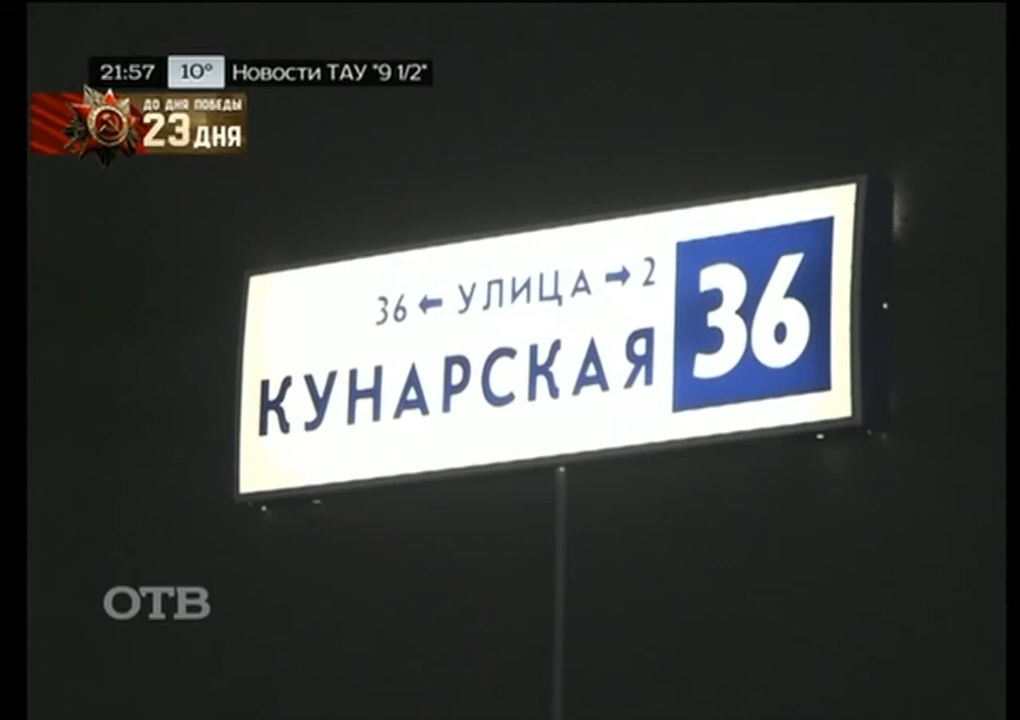 21:57 10° Новости ТАУ "9 1/2"
ДО ДНЯ ПОБЕДЫ
23 ДНЯ
36 ← УЛИЦА → 2
КУНАРСКАЯ
36
ОТВ